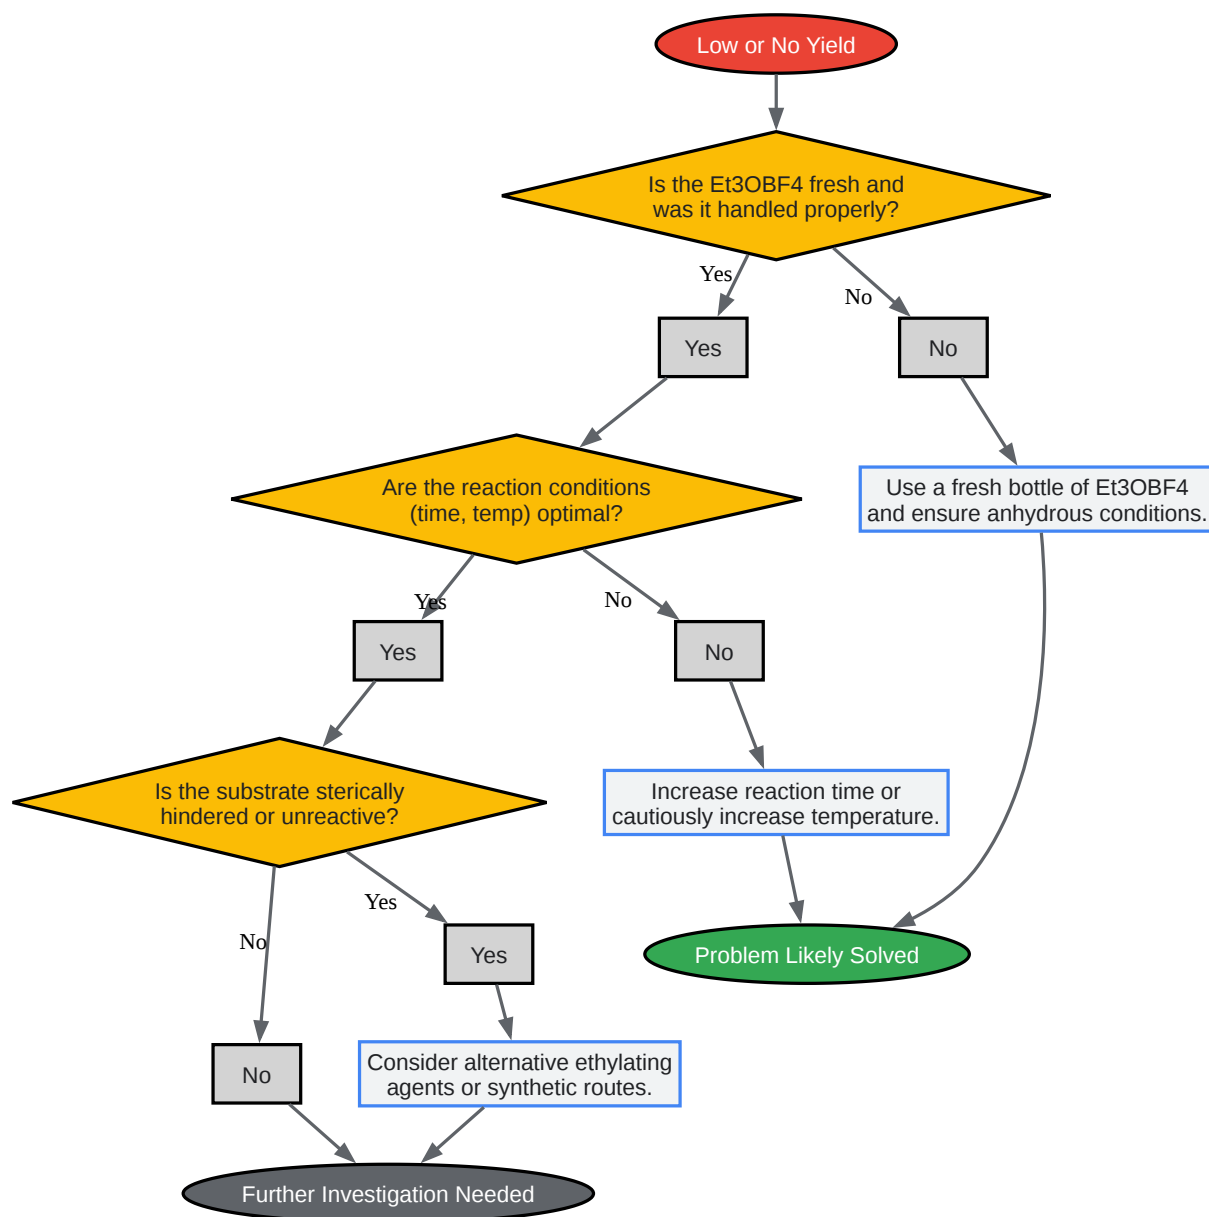 Low or No Yield
Is the Et3OBF4 fresh and
was it handled properly?
Yes
No
Yes
No
Are the reaction conditions
(time, temp) optimal?
Use a fresh bottle of Et3OBF4
and ensure anhydrous conditions.
Yes
No
Yes
No
Is the substrate sterically
hindered or unreactive?
Increase reaction time or
cautiously increase temperature.
Yes
No
Yes
Problem Likely Solved
No
Consider alternative ethylating
agents or synthetic routes.
Further Investigation Needed